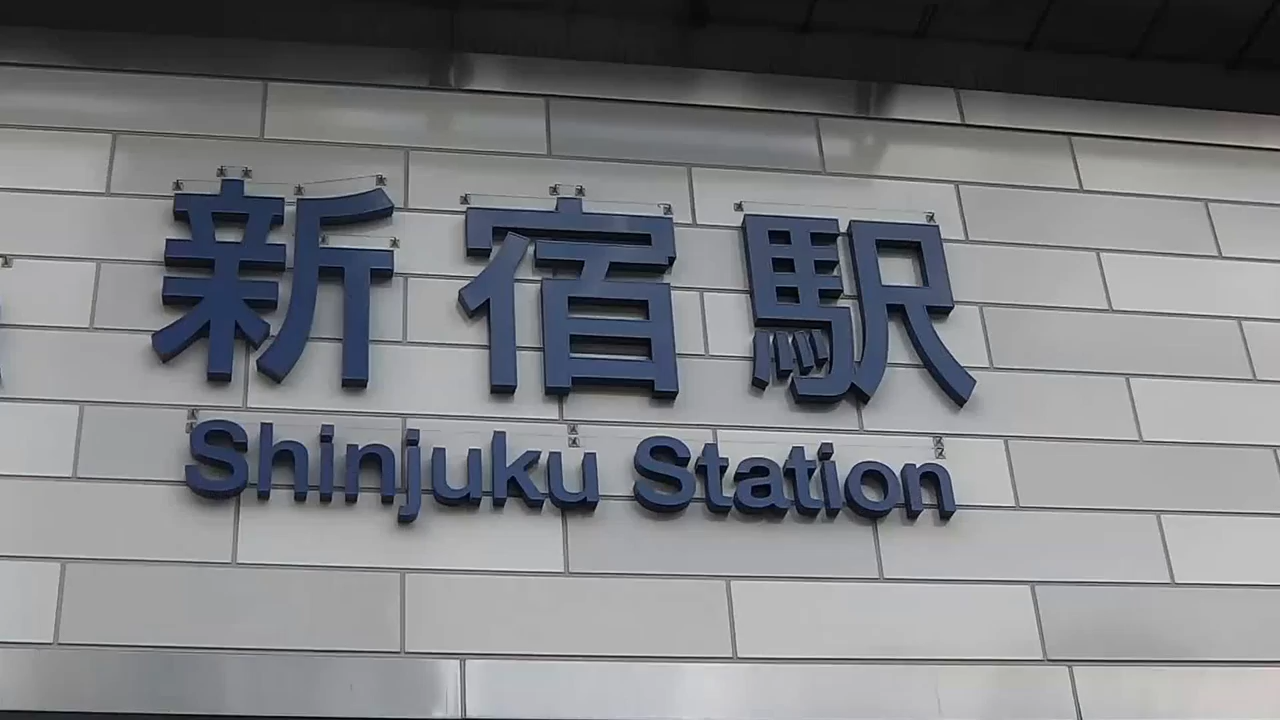 新宿駅
Shinjuku Station